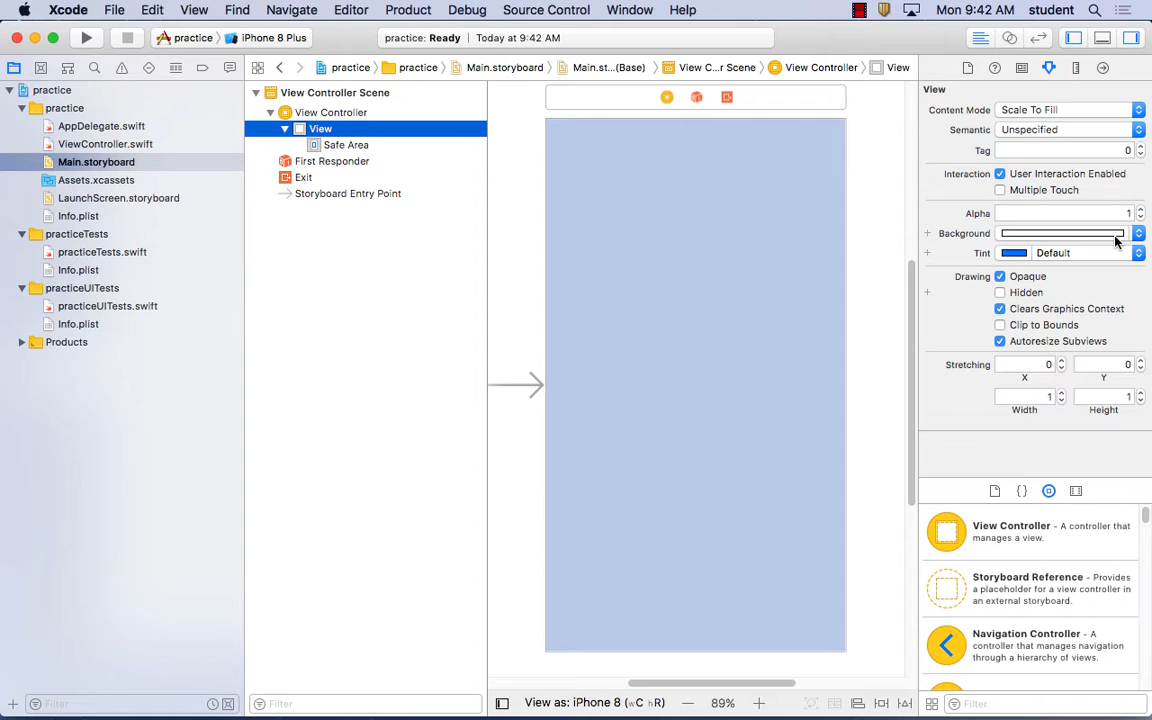 Xcode File Edit View Find Navigate Editor Product Debug Source Control Window Help Mon 9:42 AM student
practice iPhone 8 Plus practice: Ready Today at 9:42 AM
practice practice Main.storyboard Main.st...(Base) View C...r Scene View Controller View
practice
practice
AppDelegate.swift
ViewController.swift
Main.storyboard
Assets.xcassets
LaunchScreen.storyboard
Info.plist
practiceTests
practiceTests.swift
Info.plist
practiceUITests
practiceUITests.swift
Info.plist
Products
Filter
View Controller Scene
View Controller
View
Safe Area
First Responder
Exit
Storyboard Entry Point
Filter
View as: iPhone 8 (wC hR) — 89% +
View
Content Mode Scale To Fill
Semantic Unspecified
Tag 0
Interaction User Interaction Enabled
Multiple Touch
Alpha 1
+ Background
+ Tint Default
Drawing Opaque
+ Hidden
Clears Graphics Context
Clip to Bounds
Autoresize Subviews
Stretching 0 0
X Y
1 1
Width Height
{ }
View Controller - A controller that
manages a view.
Storyboard Reference - Provides
a placeholder for a view controller in
an external storyboard.
Navigation Controller - A
controller that manages navigation
through a hierarchy of views.
Filter